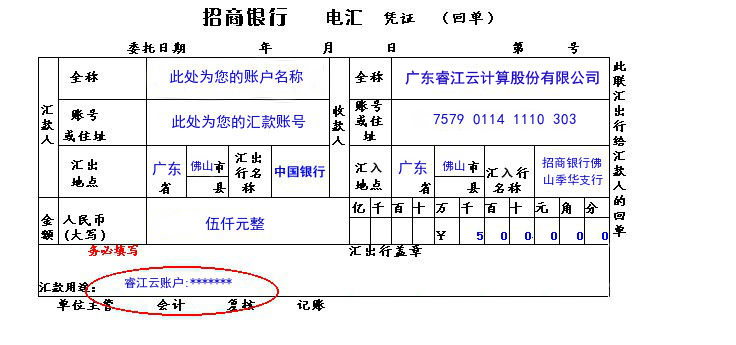 招商银行 电汇 凭证 （回单）
委托日期 年 月 日 第 号
汇款人
全称
此处为您的账户名称
账号
或住址
此处为您的汇款账号
汇出
地点
广东
省
佛山市
县
汇出
行名
称
中国银行
收款人
全称
广东睿江云计算股份有限公司
账号
或住
址
7579 0114 1110 303
汇入
地点
广东
省
佛山市
县
汇入行
名称
招商银行佛
山季华支行
金额
人民币
(大写)
伍仟元整
亿 千 百 十 万 千 百 十 元 角 分
¥ 5 0 0 0 0 0
务必填写
汇出行盖章
汇款用途：
睿江云账户:*******
单位主管 会计 复核 记账
此联汇出行给汇款人的回单